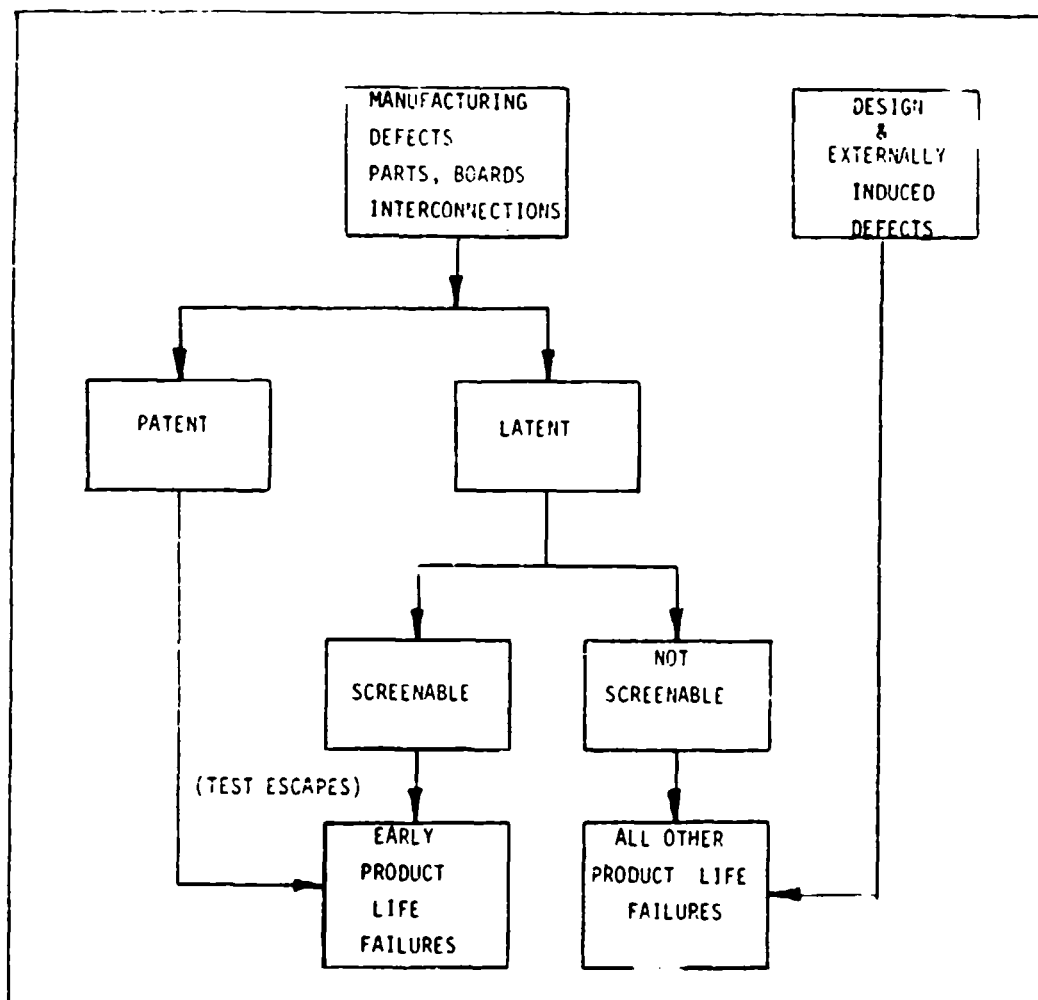 MANUFACTURING
DEFECTS
PARTS, BOARDS
INTERCONNECTIONS
DESIGN
&
EXTERNALLY
INDUCED
DEFECTS
PATENT
LATENT
SCREENABLE
NOT
SCREENABLE
(TEST ESCAPES)
EARLY
PRODUCT
LIFE
FAILURES
ALL OTHER
PRODUCT LIFE
FAILURES